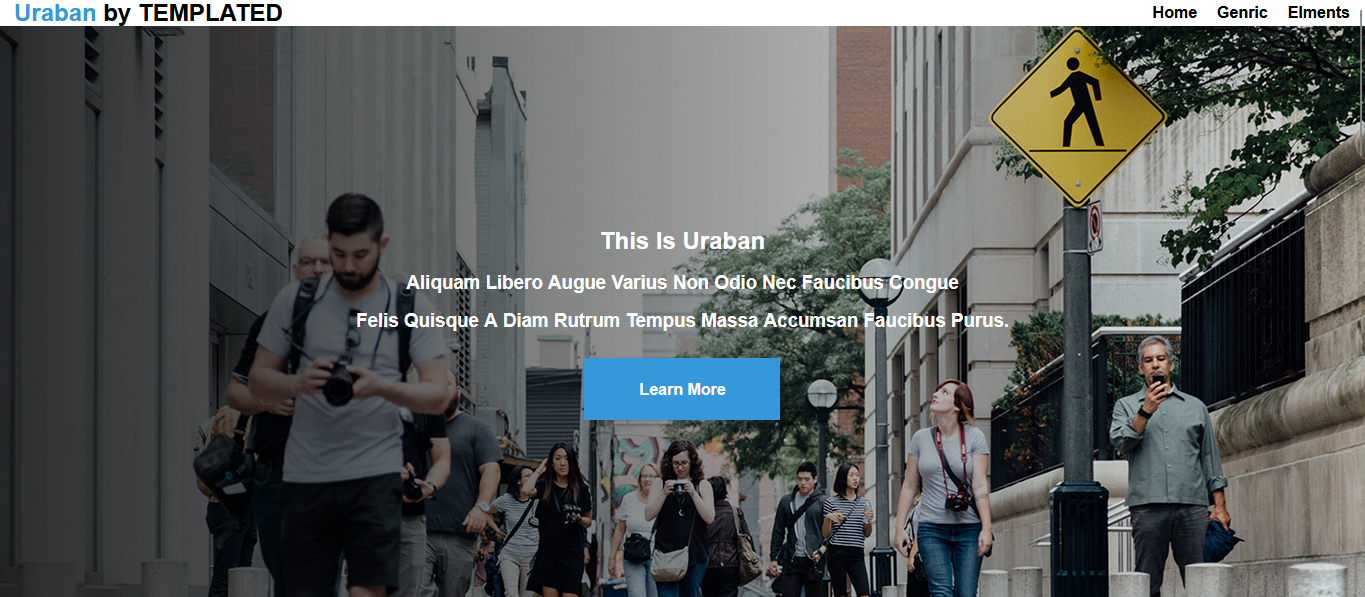 Uraban by TEMPLATED
Home Genric Elments
This Is Uraban
Aliquam Libero Augue Varius Non Odio Nec Faucibus Congue
Felis Quisque A Diam Rutrum Tempus Massa Accumsan Faucibus Purus.
Learn More